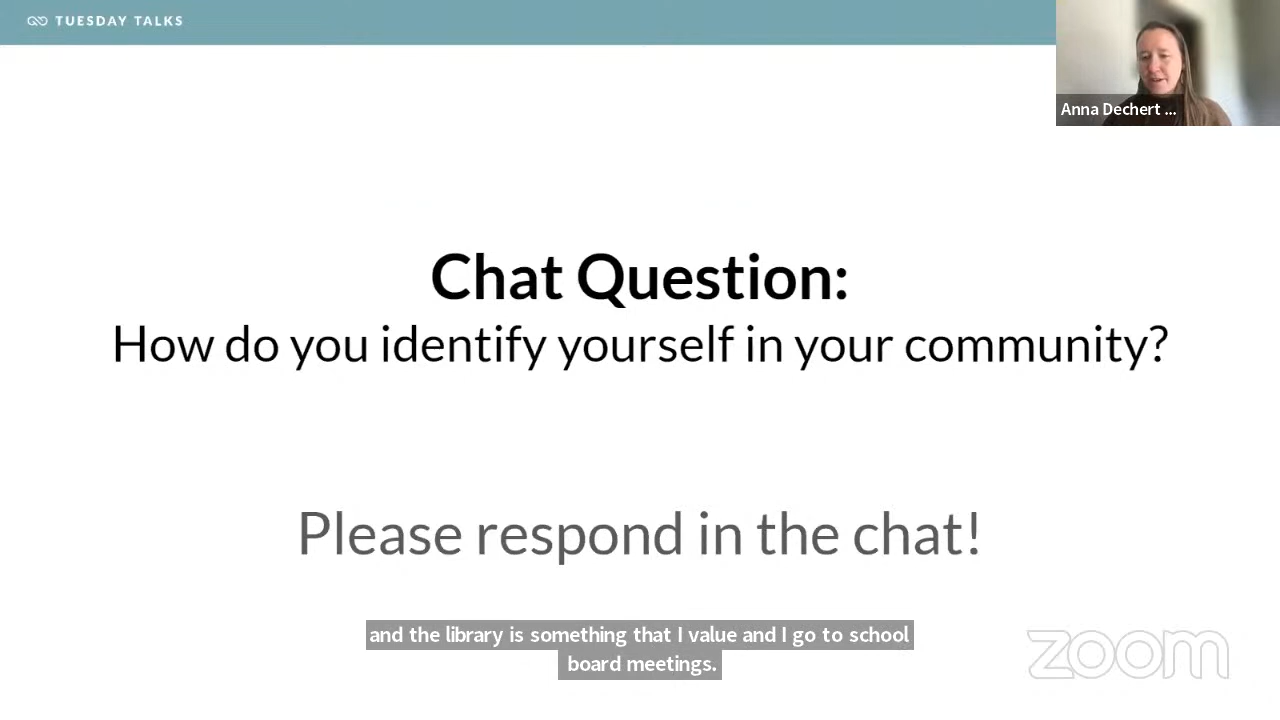 TUESDAY TALKS
Anna Dechert ...
Chat Question:
How do you identify yourself in your community?
Please respond in the chat!
and the library is something that I value and I go to school
board meetings.
zoom